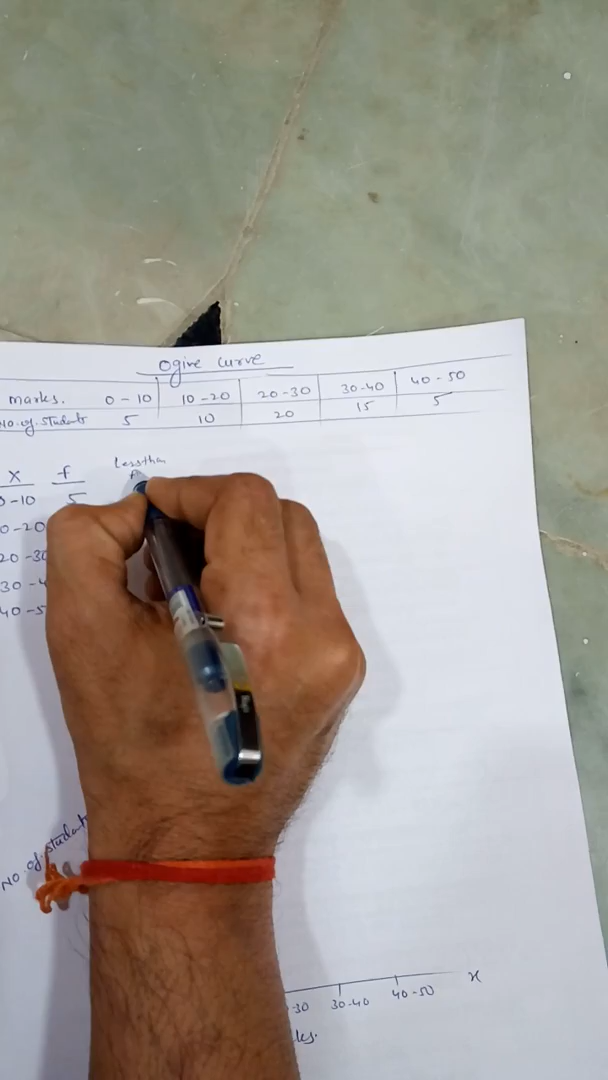 ogive curve
marks. 0-10 10-20 20-30 30-40 40-50
No. of. students 5 10 20 15 5
x f less than
0-10 5
0-20
20-30
30-4
40-5
No. of. students
-30 30-40 40-50 x